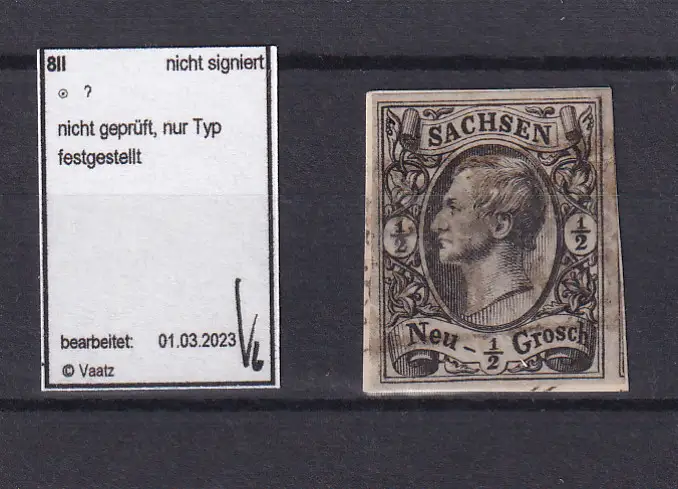 8II nicht signiert
⊙ ?
nicht geprüft, nur Typ
festgestellt
bearbeitet: 01.03.2023
© Vaatz
SACHSEN
1/2 1/2
Neu - 1/2 Grosch